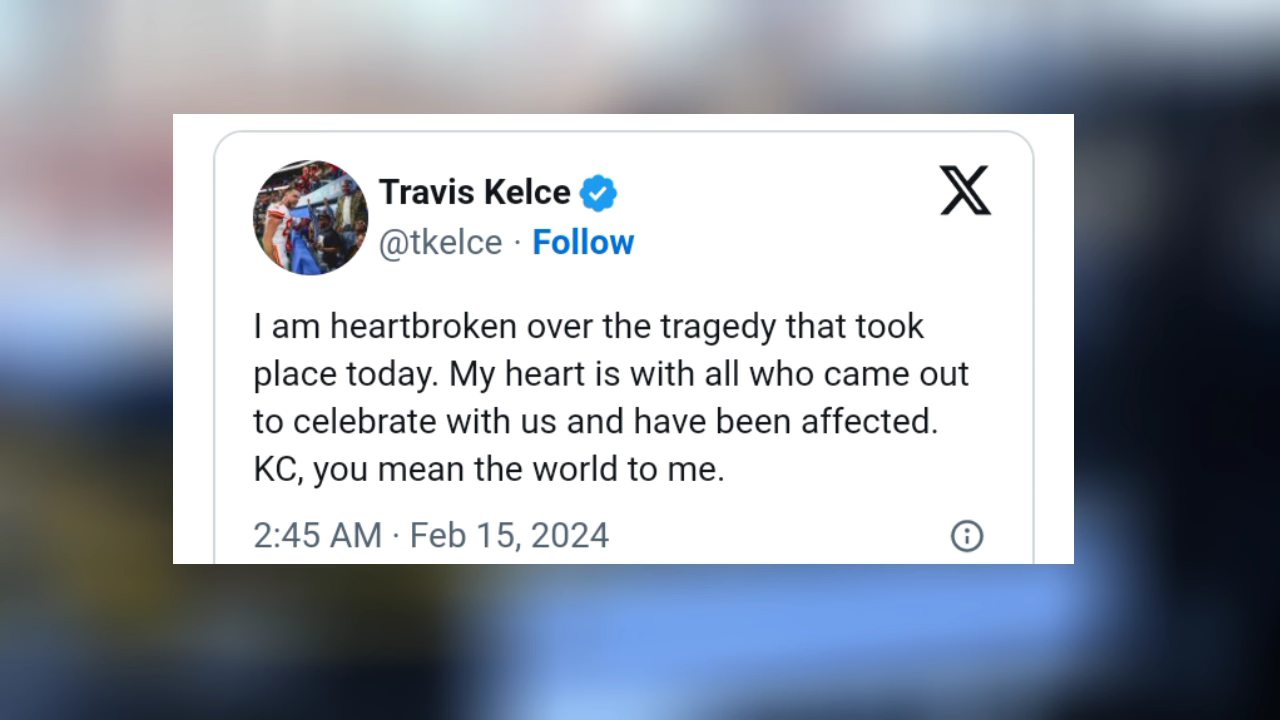 Travis Kelce
@tkelce · Follow
I am heartbroken over the tragedy that took
place today. My heart is with all who came out
to celebrate with us and have been affected.
KC, you mean the world to me.
2:45 AM · Feb 15, 2024